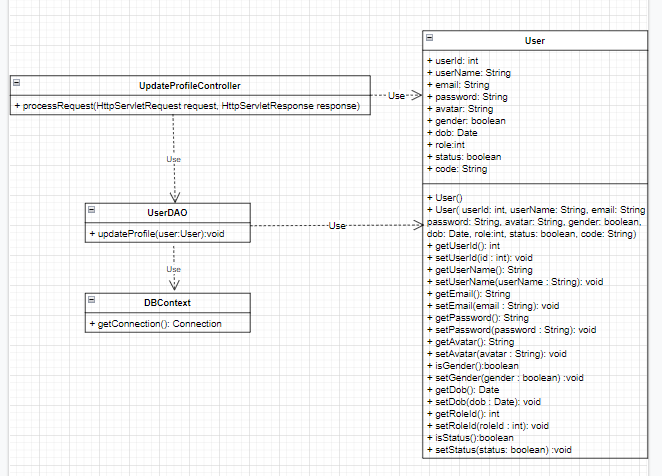 UpdateProfileController
+ processRequest(HttpServletRequest request, HttpServletResponse response)
Use
Use
UserDAO
+ updateProfile(user:User):void
Use
Use
DBContext
+ getConnection(): Connection
User
+ userId: int
+ userName: String
+ email: String
+ password: String
+ avatar: String
+ gender: boolean
+ dob: Date
+ role:int
+ status: boolean
+ code: String
+ User()
+ User( userId: int, userName: String, email: String
password: String, avatar: String, gender: boolean,
dob: Date, role:int, status: boolean, code: String)
+ getUserId(): int
+ setUserId(id : int): void
+ getUserName(): String
+ setUserName(userName : String): void
+ getEmail(): String
+ setEmail(email : String): void
+ getPassword(): String
+ setPassword(password : String): void
+ getAvatar(): String
+ setAvatar(avatar : String): void
+ isGender():boolean
+ setGender(gender : boolean) :void
+ getDob(): Date
+ setDob(dob : Date): void
+ getRoleId(): int
+ setRoleId(roleId : int): void
+ isStatus():boolean
+ setStatus(status: boolean) :void